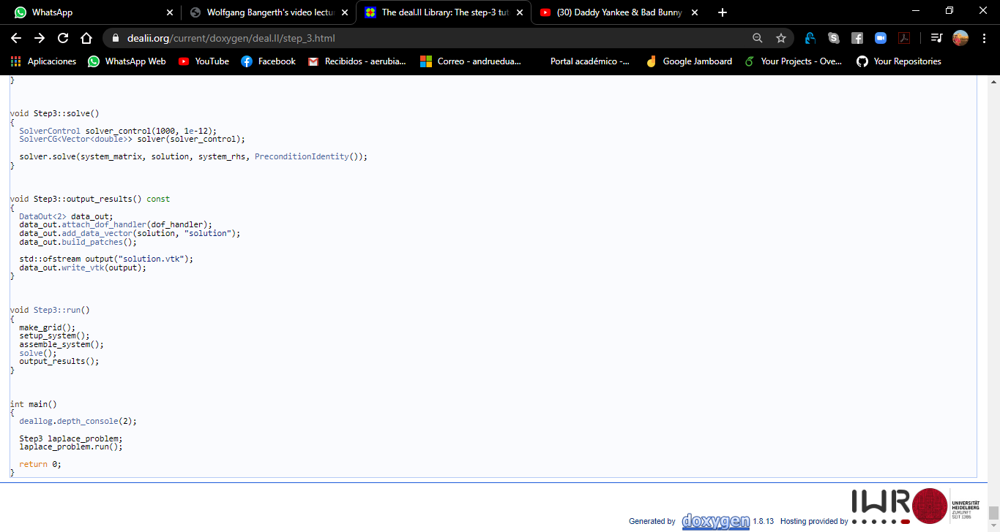 WhatsApp
Wolfgang Bangerth's video lectur
The deal.II Library: The step-3 tut
(30) Daddy Yankee & Bad Bunny
dealii.org/current/doxygen/deal.II/step_3.html
Aplicaciones
WhatsApp Web
YouTube
Facebook
Recibidos - aerubia...
Correo - andruedua...
Portal académico -...
Google Jamboard
Your Projects - Ove...
Your Repositories
}
void Step3::solve()
{
  SolverControl solver_control(1000, 1e-12);
  SolverCG<Vector<double>> solver(solver_control);
  solver.solve(system_matrix, solution, system_rhs, PreconditionIdentity());
}
void Step3::output_results() const
{
  DataOut<2> data_out;
  data_out.attach_dof_handler(dof_handler);
  data_out.add_data_vector(solution, "solution");
  data_out.build_patches();
  std::ofstream output("solution.vtk");
  data_out.write_vtk(output);
}
void Step3::run()
{
  make_grid();
  setup_system();
  assemble_system();
  solve();
  output_results();
}
int main()
{
  deallog.depth_console(2);
  Step3 laplace_problem;
  laplace_problem.run();
  return 0;
}
Generated by doxygen 1.8.13 Hosting provided by
IWR
UNIVERSITÄT
HEIDELBERG
ZUKUNFT
SEIT 1386